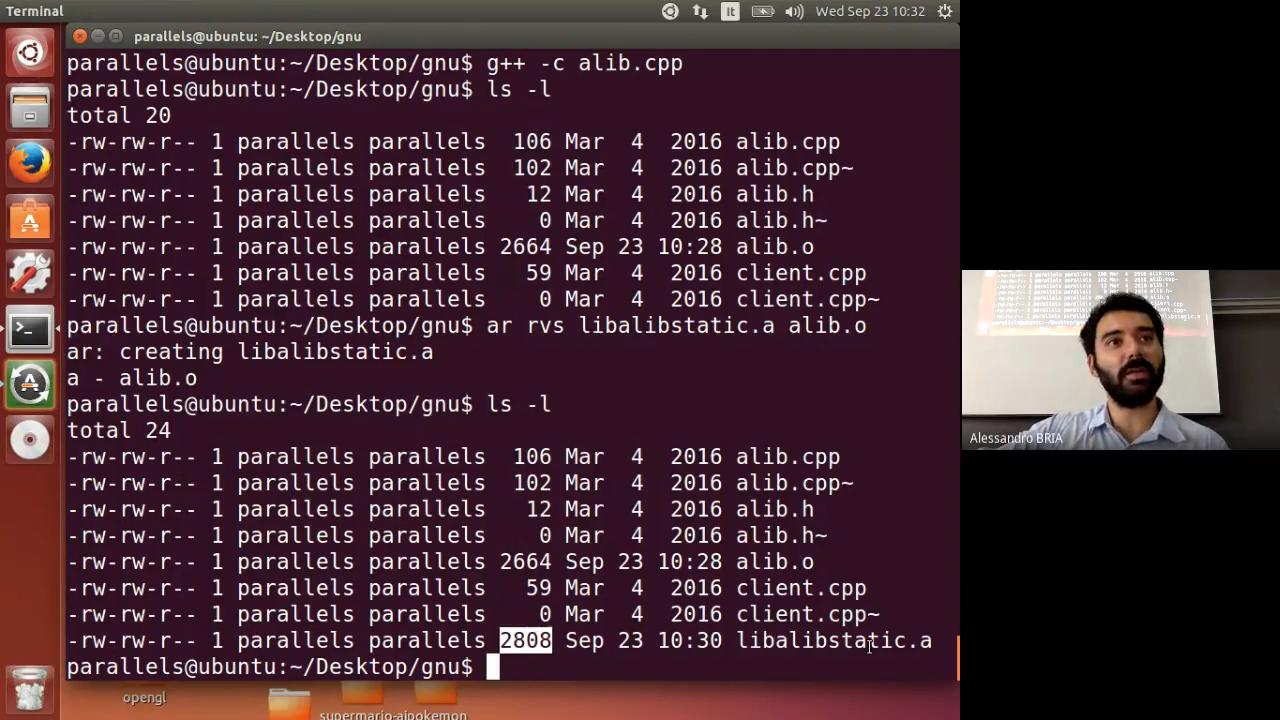 Terminal
It
Wed Sep 23 10:32
parallels@ubuntu: ~/Desktop/gnu
parallels@ubuntu:~/Desktop/gnu$ g++ -c alib.cpp
parallels@ubuntu:~/Desktop/gnu$ ls -l
total 20
-rw-rw-r-- 1 parallels parallels 106 Mar 4 2016 alib.cpp
-rw-rw-r-- 1 parallels parallels 102 Mar 4 2016 alib.cpp~
-rw-rw-r-- 1 parallels parallels 12 Mar 4 2016 alib.h
-rw-rw-r-- 1 parallels parallels 0 Mar 4 2016 alib.h~
-rw-rw-r-- 1 parallels parallels 2664 Sep 23 10:28 alib.o
-rw-rw-r-- 1 parallels parallels 59 Mar 4 2016 client.cpp
-rw-rw-r-- 1 parallels parallels 0 Mar 4 2016 client.cpp~
parallels@ubuntu:~/Desktop/gnu$ ar rvs libalibstatic.a alib.o
ar: creating libalibstatic.a
a - alib.o
parallels@ubuntu:~/Desktop/gnu$ ls -l
total 24
-rw-rw-r-- 1 parallels parallels 106 Mar 4 2016 alib.cpp
-rw-rw-r-- 1 parallels parallels 102 Mar 4 2016 alib.cpp~
-rw-rw-r-- 1 parallels parallels 12 Mar 4 2016 alib.h
-rw-rw-r-- 1 parallels parallels 0 Mar 4 2016 alib.h~
-rw-rw-r-- 1 parallels parallels 2664 Sep 23 10:28 alib.o
-rw-rw-r-- 1 parallels parallels 59 Mar 4 2016 client.cpp
-rw-rw-r-- 1 parallels parallels 0 Mar 4 2016 client.cpp~
-rw-rw-r-- 1 parallels parallels 2808 Sep 23 10:30 libalibstatic.a
parallels@ubuntu:~/Desktop/gnu$
opengl
supermario-aipokemon
Alessandro BRIA